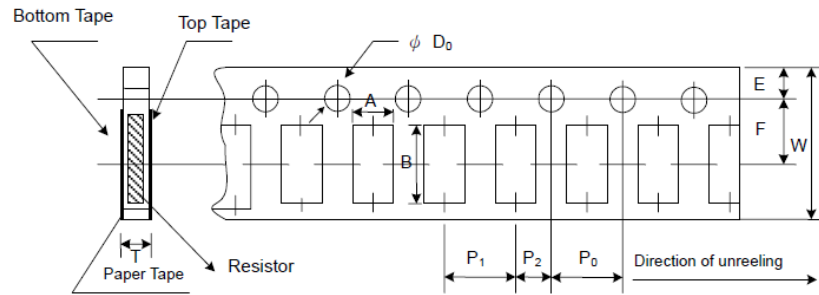 Bottom Tape
Top Tape
ϕ D₀
A
E
F
B
W
T
P₁
P₂
P₀
Direction of unreeling
Resistor
Paper Tape